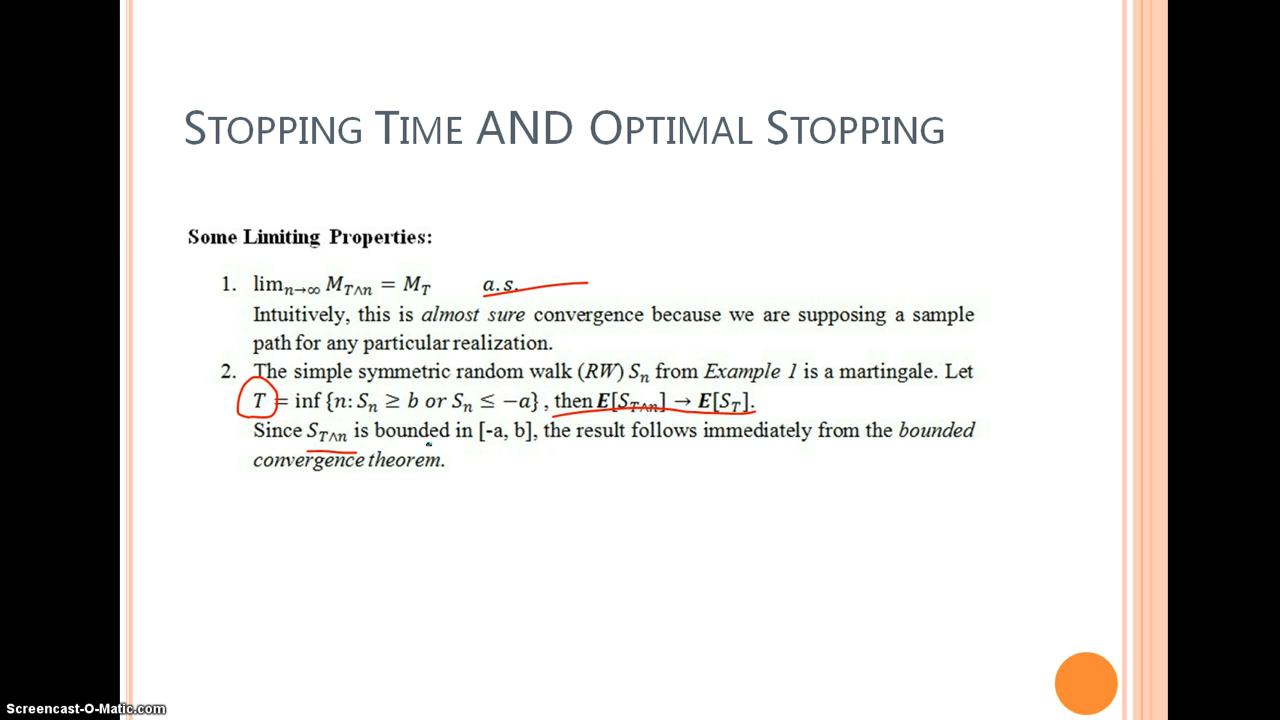 STOPPING TIME AND OPTIMAL STOPPING
Some Limiting Properties:
1. lim_{n→∞} M_{T∧n} = M_T a.s.
Intuitively, this is almost sure convergence because we are supposing a sample
path for any particular realization.
2. The simple symmetric random walk (RW) S_n from Example 1 is a martingale. Let
T = inf {n: S_n ≥ b or S_n ≤ −a} , then E[S_{T∧n}] → E[S_T].
Since S_{T∧n} is bounded in [-a, b], the result follows immediately from the bounded
convergence theorem.
Screencast-O-Matic.com